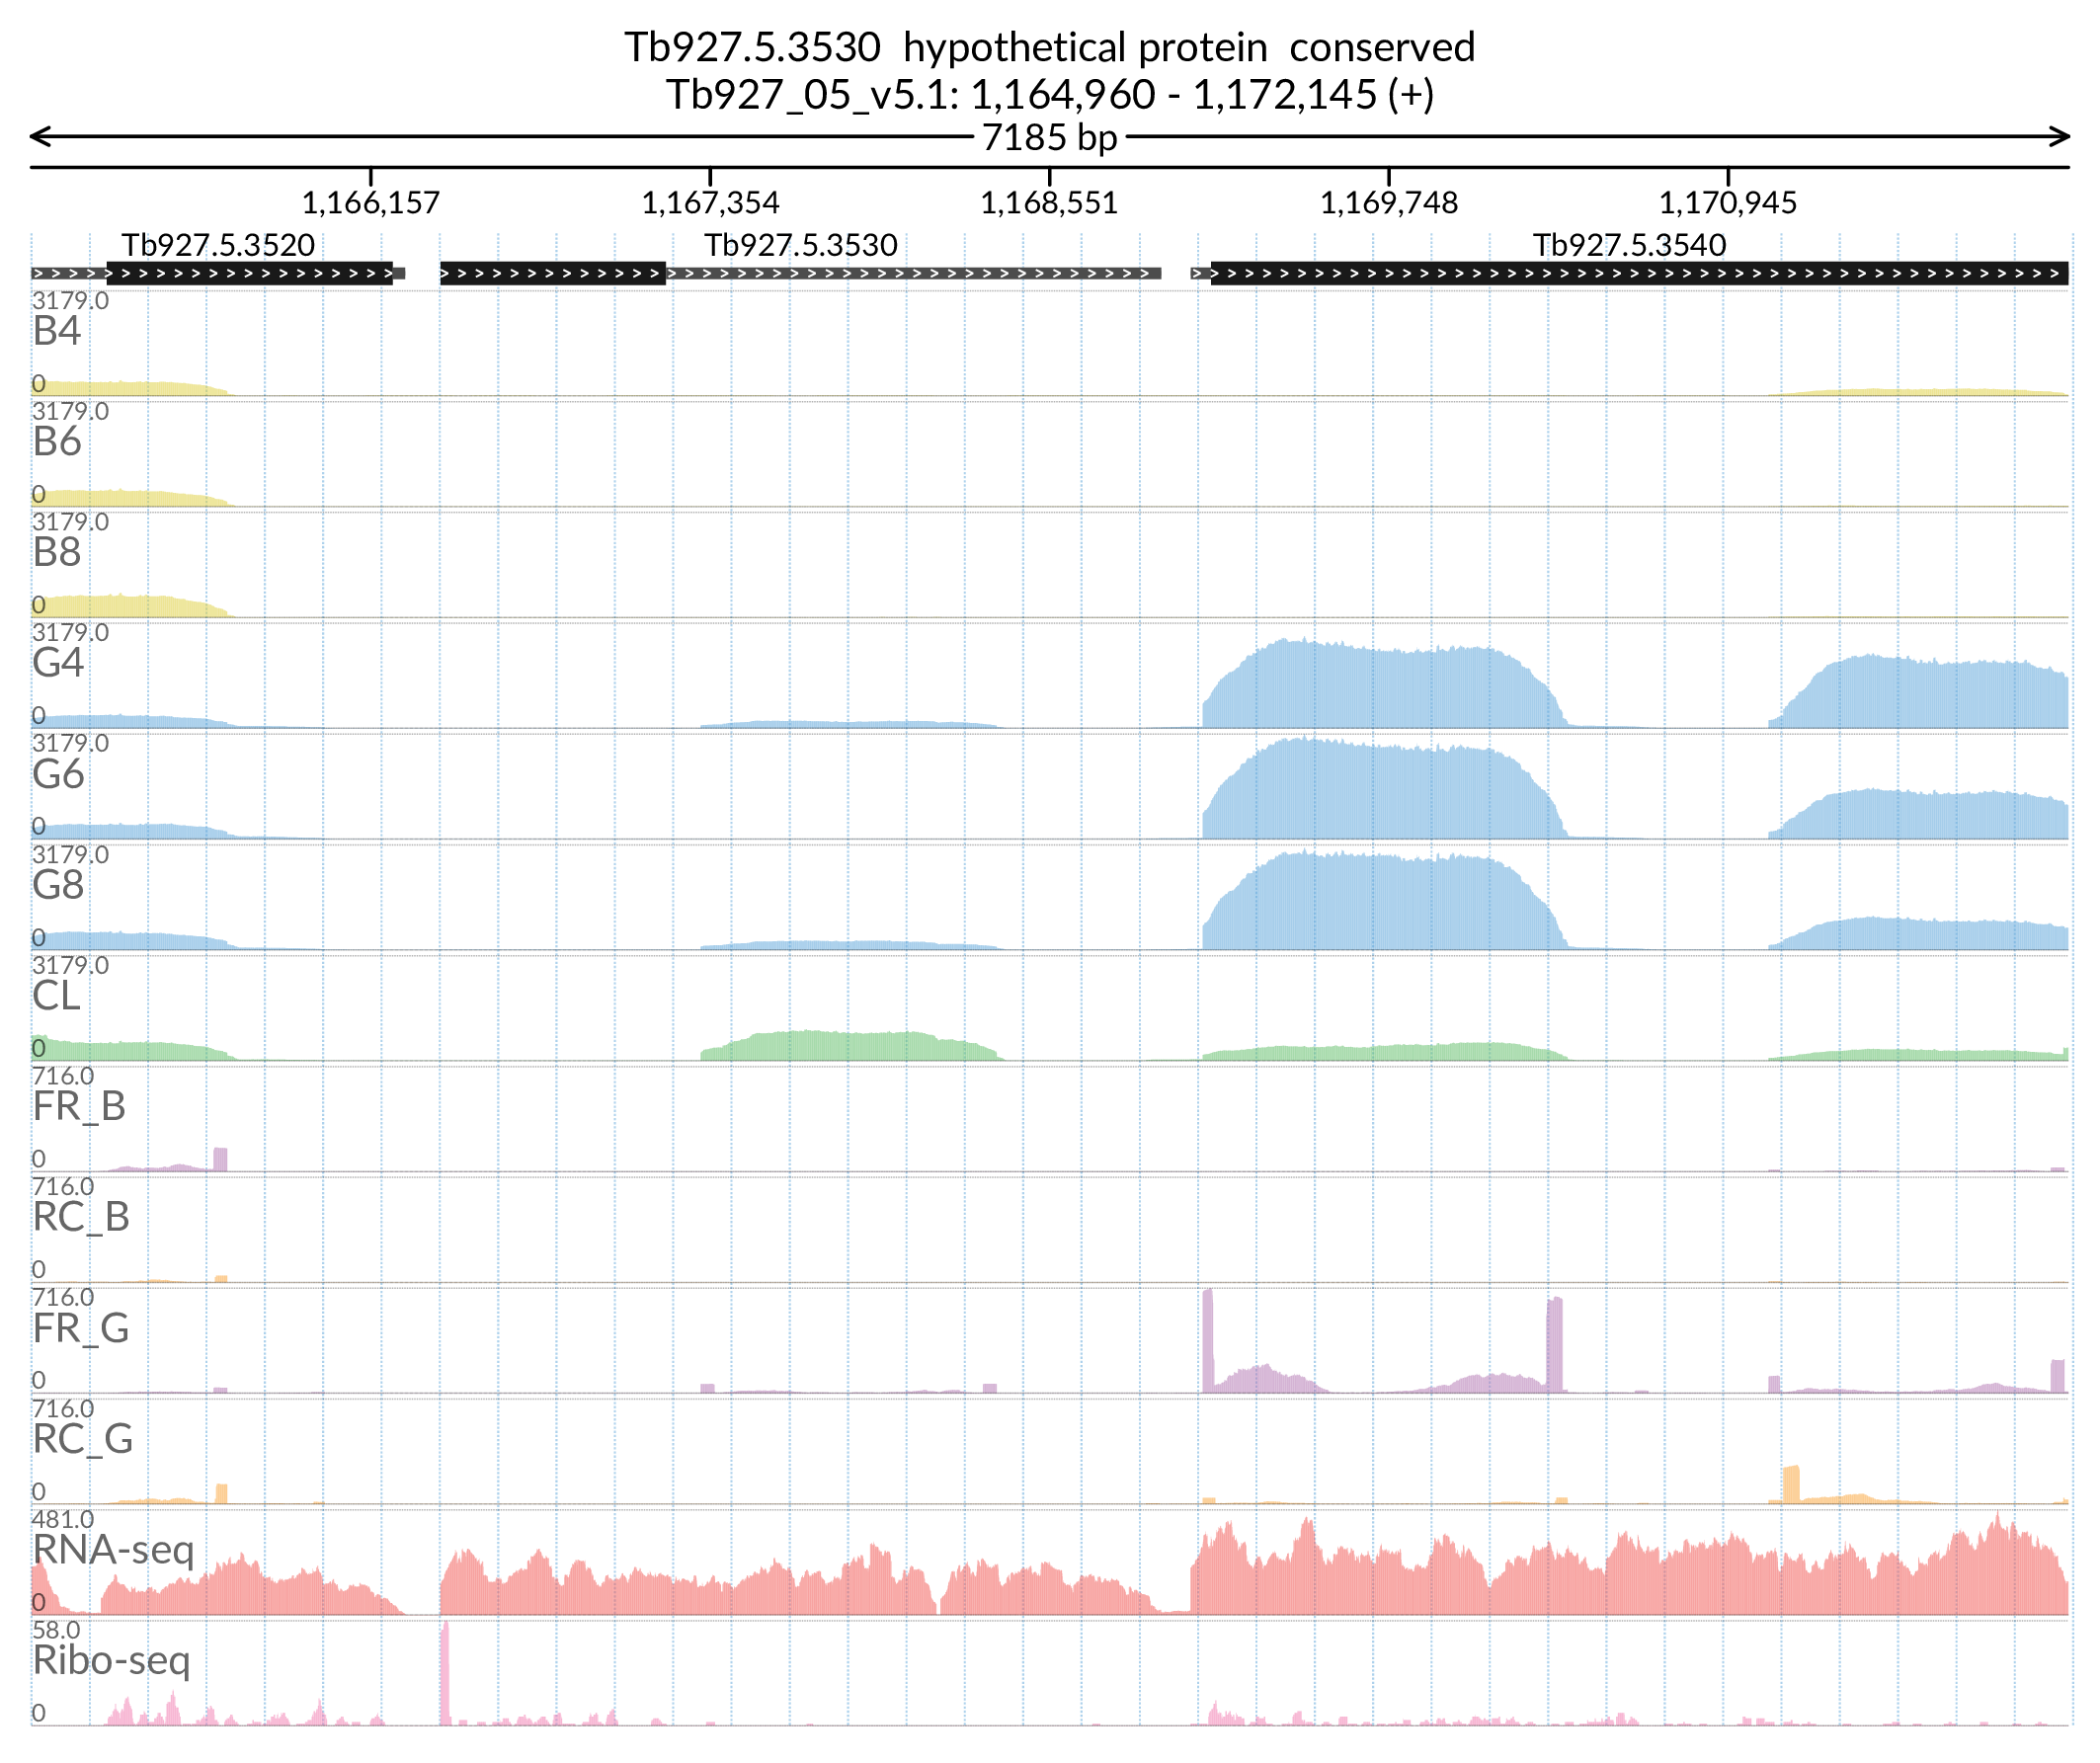 Tb927.5.3530  hypothetical protein  conserved
Tb927_05_v5.1: 1,164,960 - 1,172,145 (+)
7185 bp
1,166,157 1,167,354 1,168,551 1,169,748 1,170,945
Tb927.5.3520 Tb927.5.3530 Tb927.5.3540
3179.0
B4
0
3179.0
B6
0
3179.0
B8
0
3179.0
G4
0
3179.0
G6
0
3179.0
G8
0
3179.0
CL
0
716.0
FR_B
0
716.0
RC_B
0
716.0
FR_G
0
716.0
RC_G
0
481.0
RNA-seq
0
58.0
Ribo-seq
0